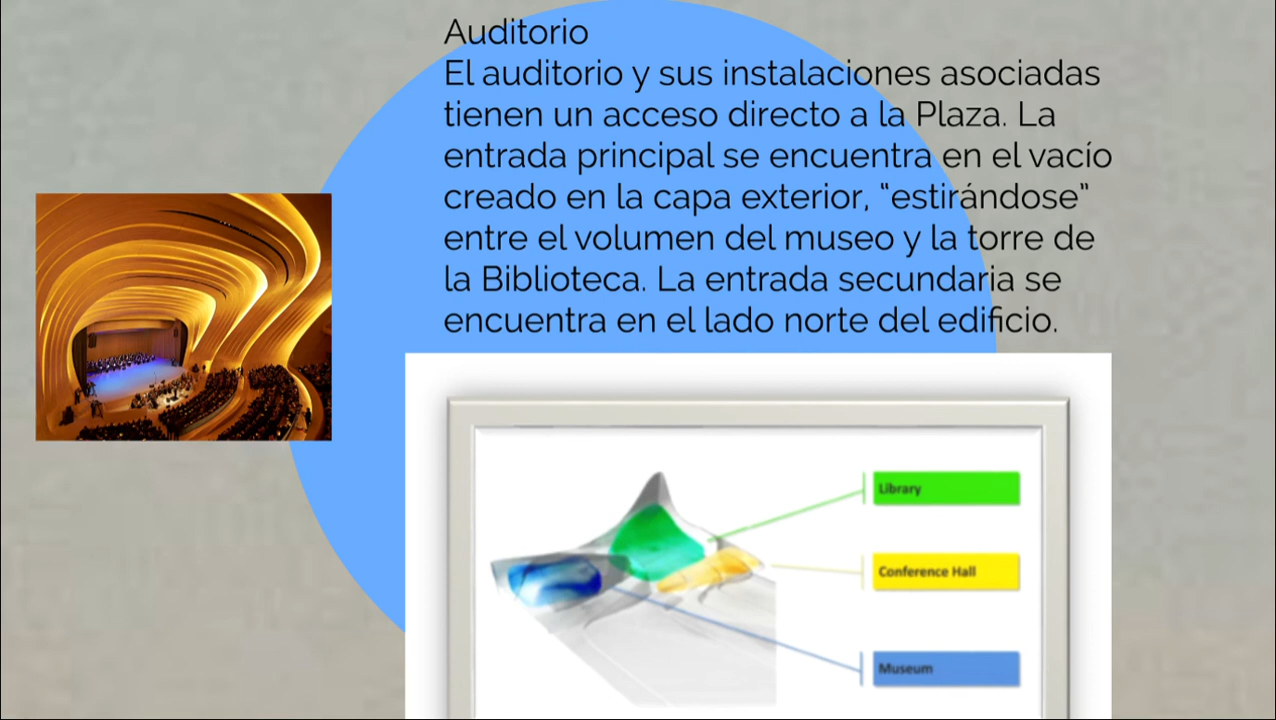 Auditorio
El auditorio y sus instalaciones asociadas
tienen un acceso directo a la Plaza. La
entrada principal se encuentra en el vacío
creado en la capa exterior, “estirándose”
entre el volumen del museo y la torre de
la Biblioteca. La entrada secundaria se
encuentra en el lado norte del edificio.
Library
Conference Hall
Museum